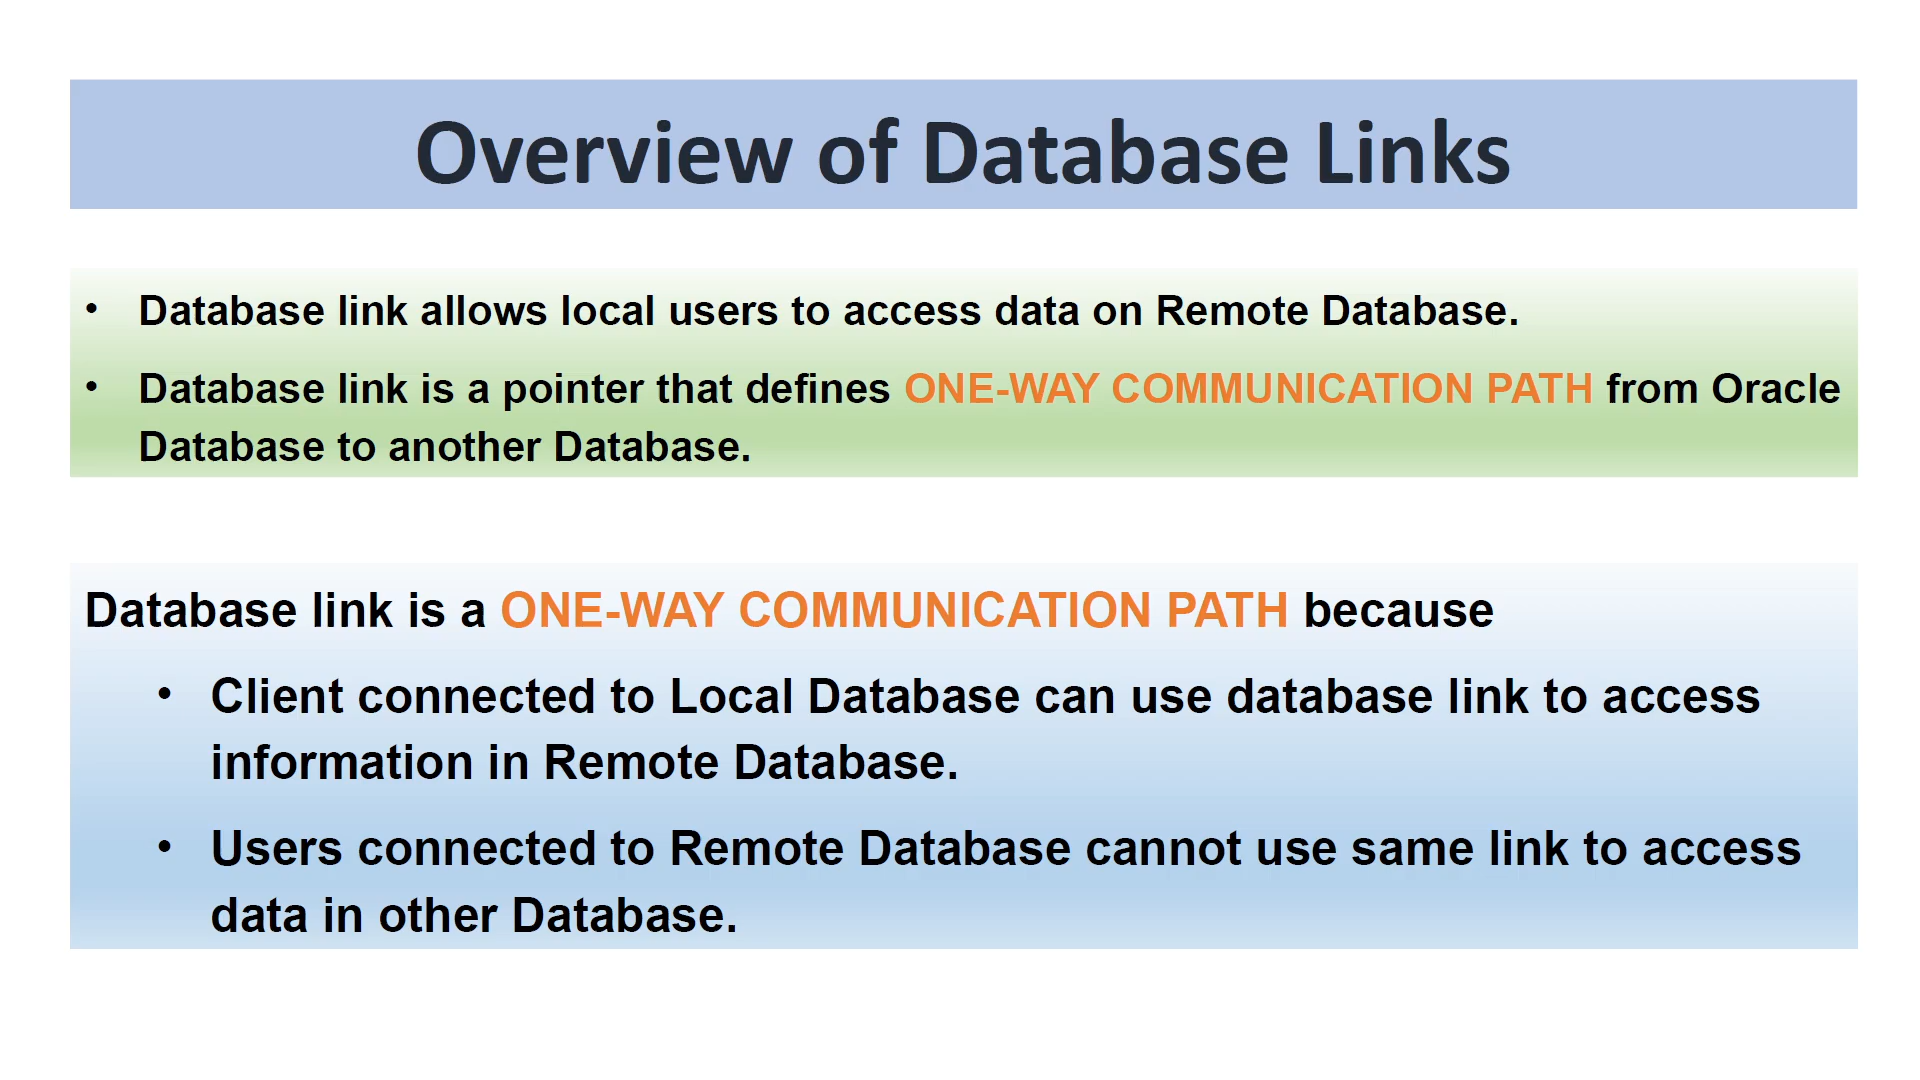 Overview of Database Links
• Database link allows local users to access data on Remote Database.
• Database link is a pointer that defines ONE-WAY COMMUNICATION PATH from Oracle
Database to another Database.
Database link is a ONE-WAY COMMUNICATION PATH because
• Client connected to Local Database can use database link to access
information in Remote Database.
• Users connected to Remote Database cannot use same link to access
data in other Database.